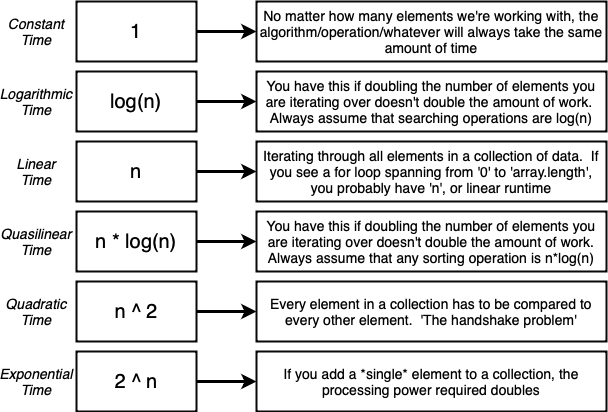 Constant
Time
1
No matter how many elements we're working with, the
algorithm/operation/whatever will always take the same
amount of time
Logarithmic
Time
log(n)
You have this if doubling the number of elements you
are iterating over doesn't double the amount of work.
Always assume that searching operations are log(n)
Linear
Time
n
Iterating through all elements in a collection of data.  If
you see a for loop spanning from '0' to 'array.length',
you probably have 'n', or linear runtime
Quasilinear
Time
n * log(n)
You have this if doubling the number of elements you
are iterating over doesn't double the amount of work.
Always assume that any sorting operation is n*log(n)
Quadratic
Time
n ^ 2
Every element in a collection has to be compared to
every other element.  'The handshake problem'
Exponential
Time
2 ^ n
If you add a *single* element to a collection, the
processing power required doubles